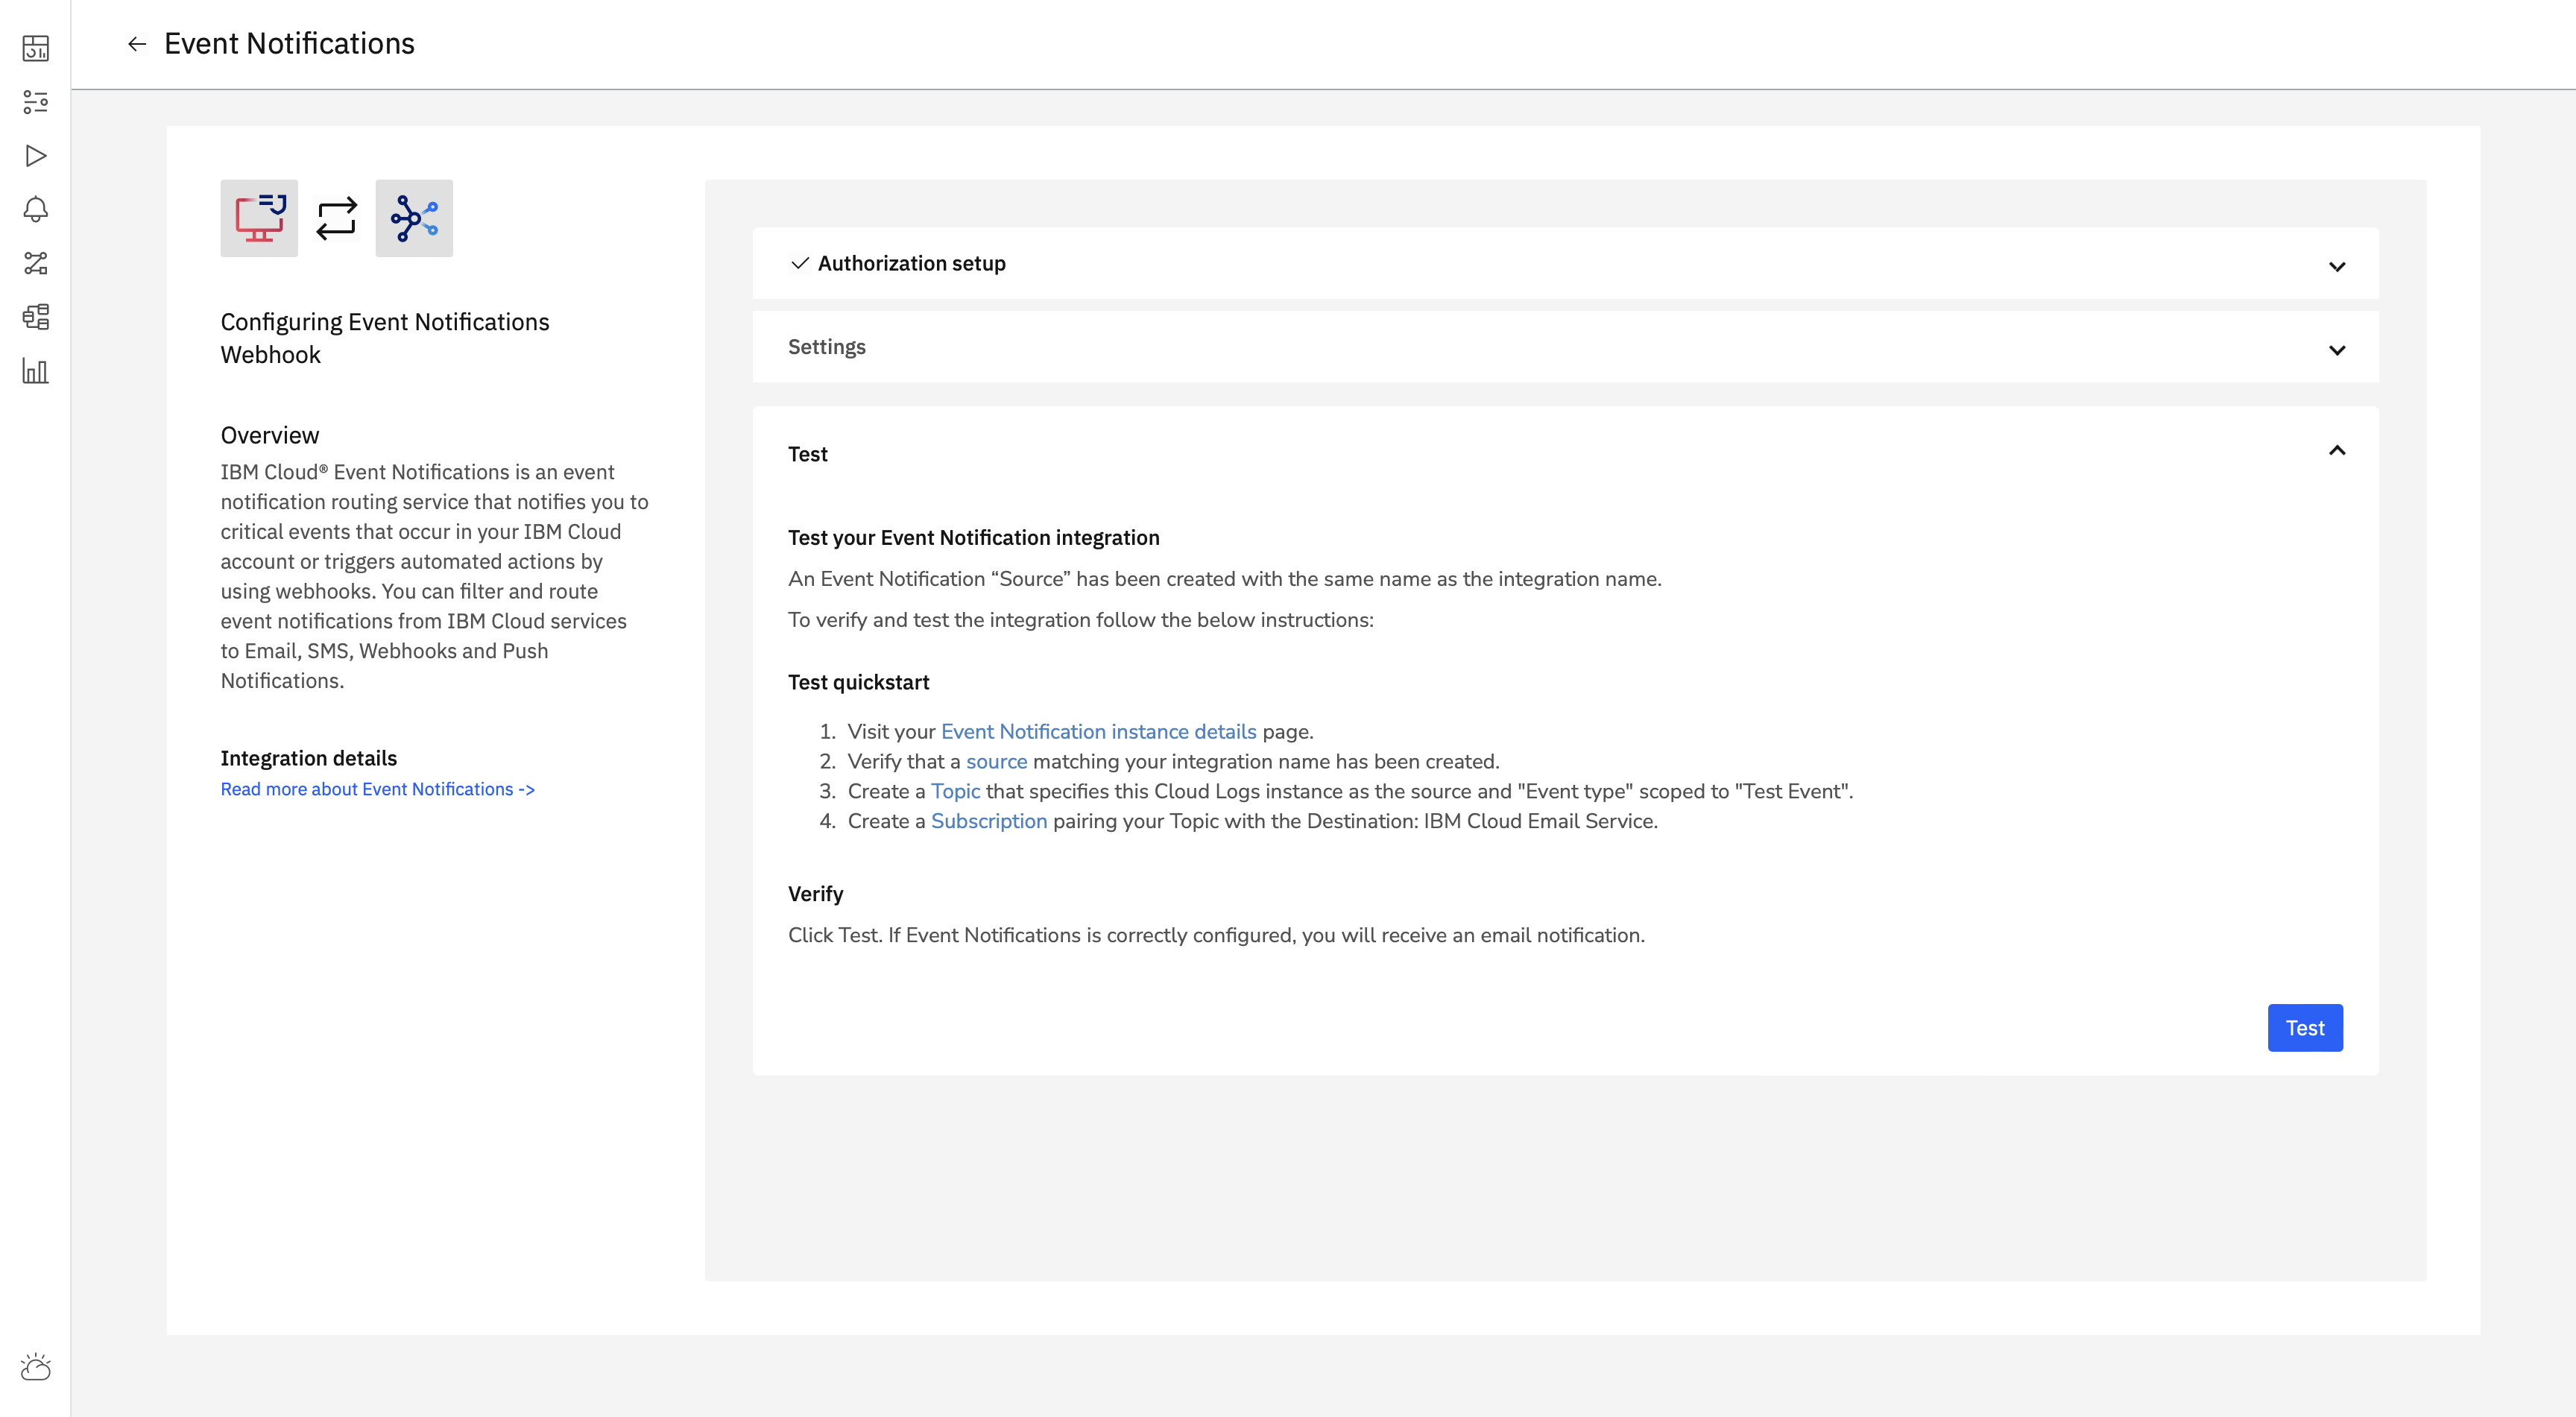 Event Notifications
Configuring Event Notifications
Webhook
Overview
IBM Cloud® Event Notifications is an event
notification routing service that notifies you to
critical events that occur in your IBM Cloud
account or triggers automated actions by
using webhooks. You can filter and route
event notifications from IBM Cloud services
to Email, SMS, Webhooks and Push
Notifications.
Integration details
Read more about Event Notifications ->
Authorization setup
Settings
Test
Test your Event Notification integration
An Event Notification “Source” has been created with the same name as the integration name.
To verify and test the integration follow the below instructions:
Test quickstart
1. Visit your Event Notification instance details page.
2. Verify that a source matching your integration name has been created.
3. Create a Topic that specifies this Cloud Logs instance as the source and "Event type" scoped to "Test Event".
4. Create a Subscription pairing your Topic with the Destination: IBM Cloud Email Service.
Verify
Click Test. If Event Notifications is correctly configured, you will receive an email notification.
Test